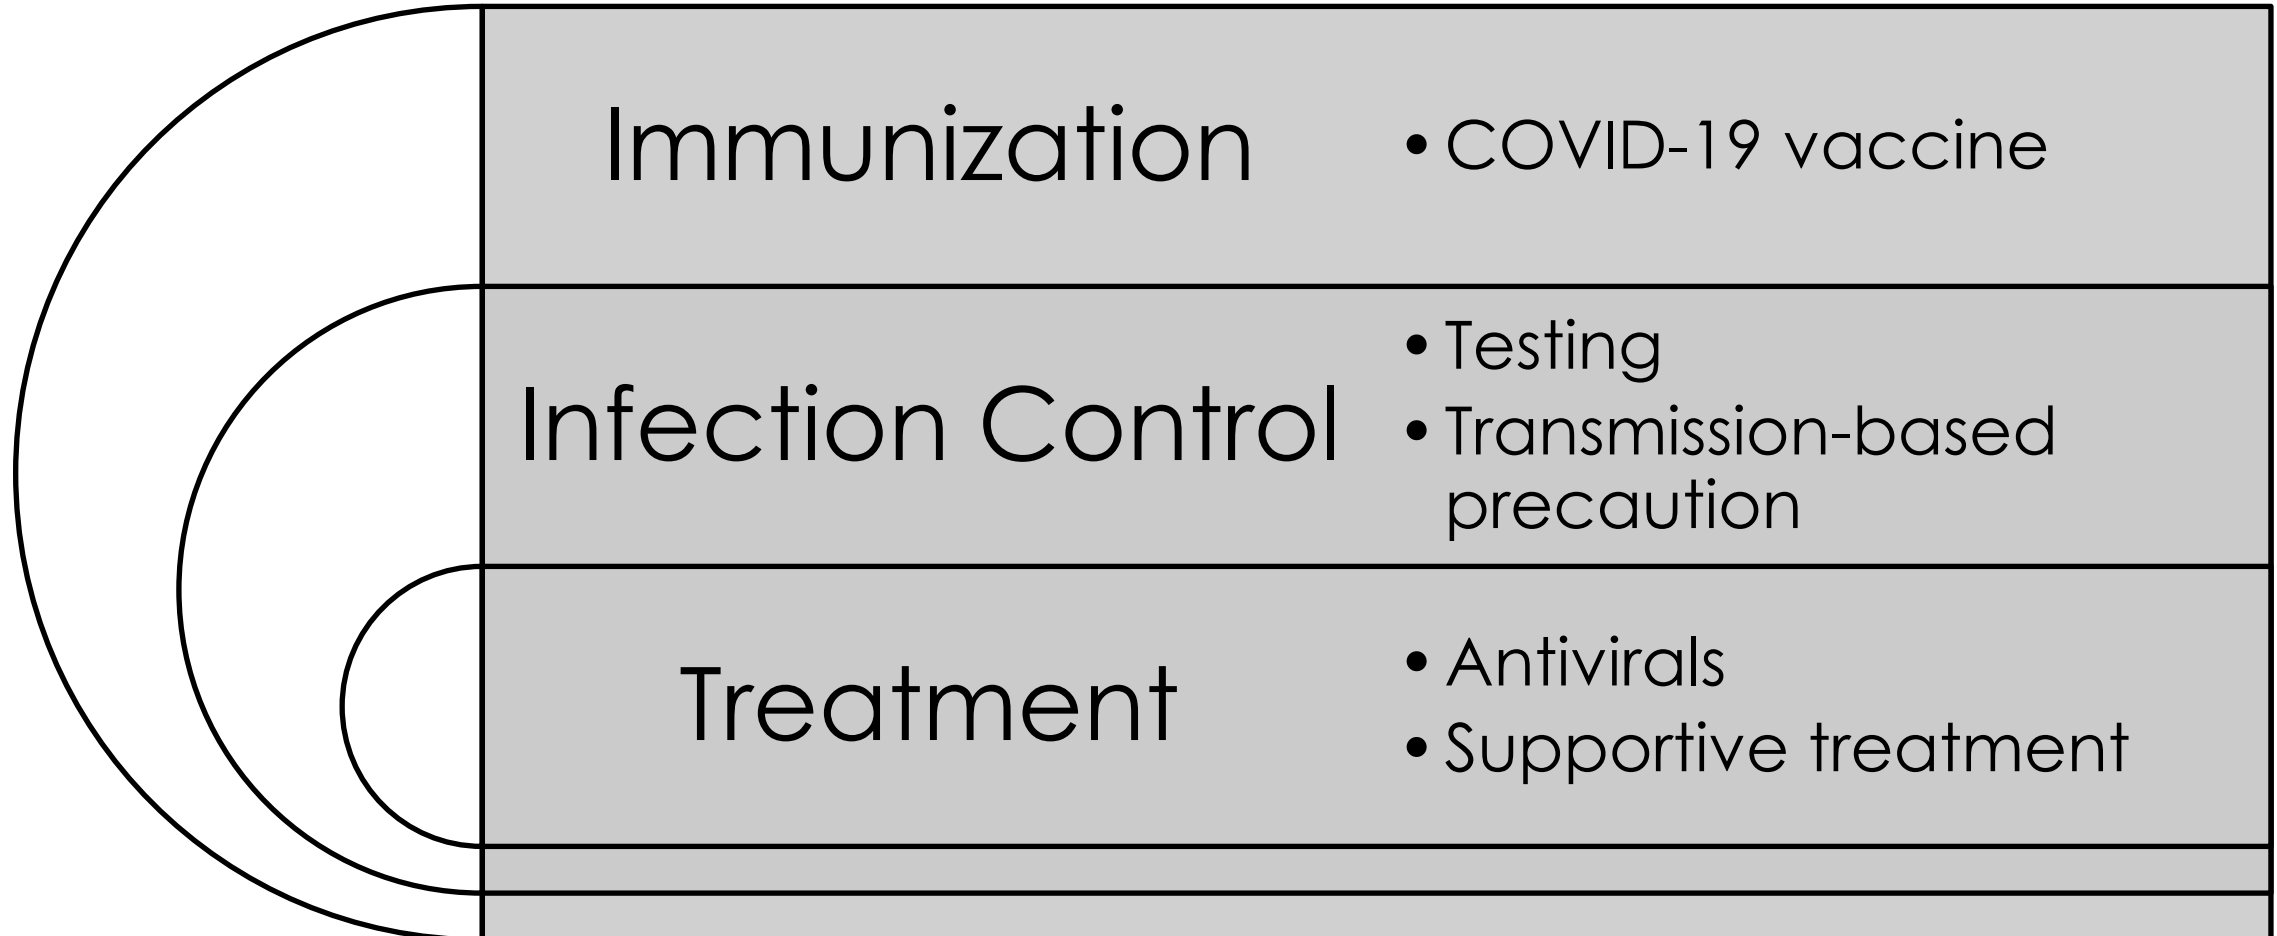 Immunization
• COVID-19 vaccine
Infection Control
• Testing
• Transmission-based
precaution
Treatment
• Antivirals
• Supportive treatment